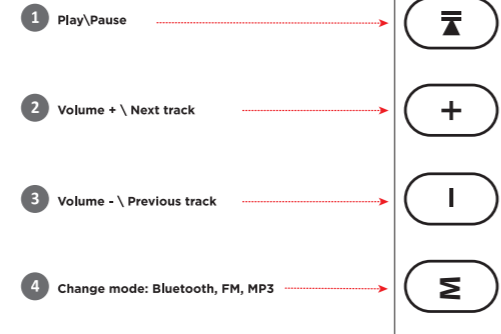 1 Play\Pause
2 Volume + \ Next track
+
3 Volume - \ Previous track
I
4 Change mode: Bluetooth, FM, MP3
M